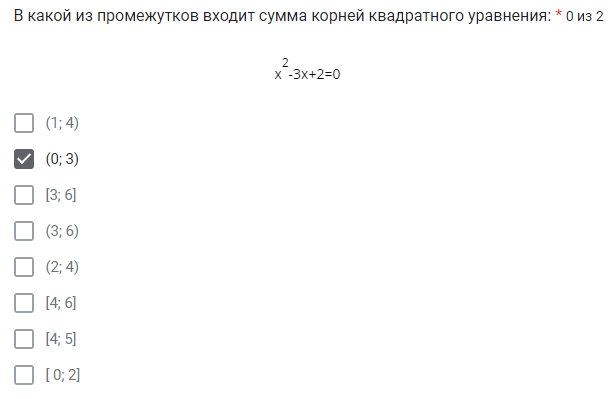 В какой из промежутков входит сумма корней квадратного уравнения: * 0 из 2
x²-3x+2=0
(1; 4)
(0; 3)
[3; 6]
(3; 6)
(2; 4)
[4; 6]
[4; 5]
[ 0; 2]